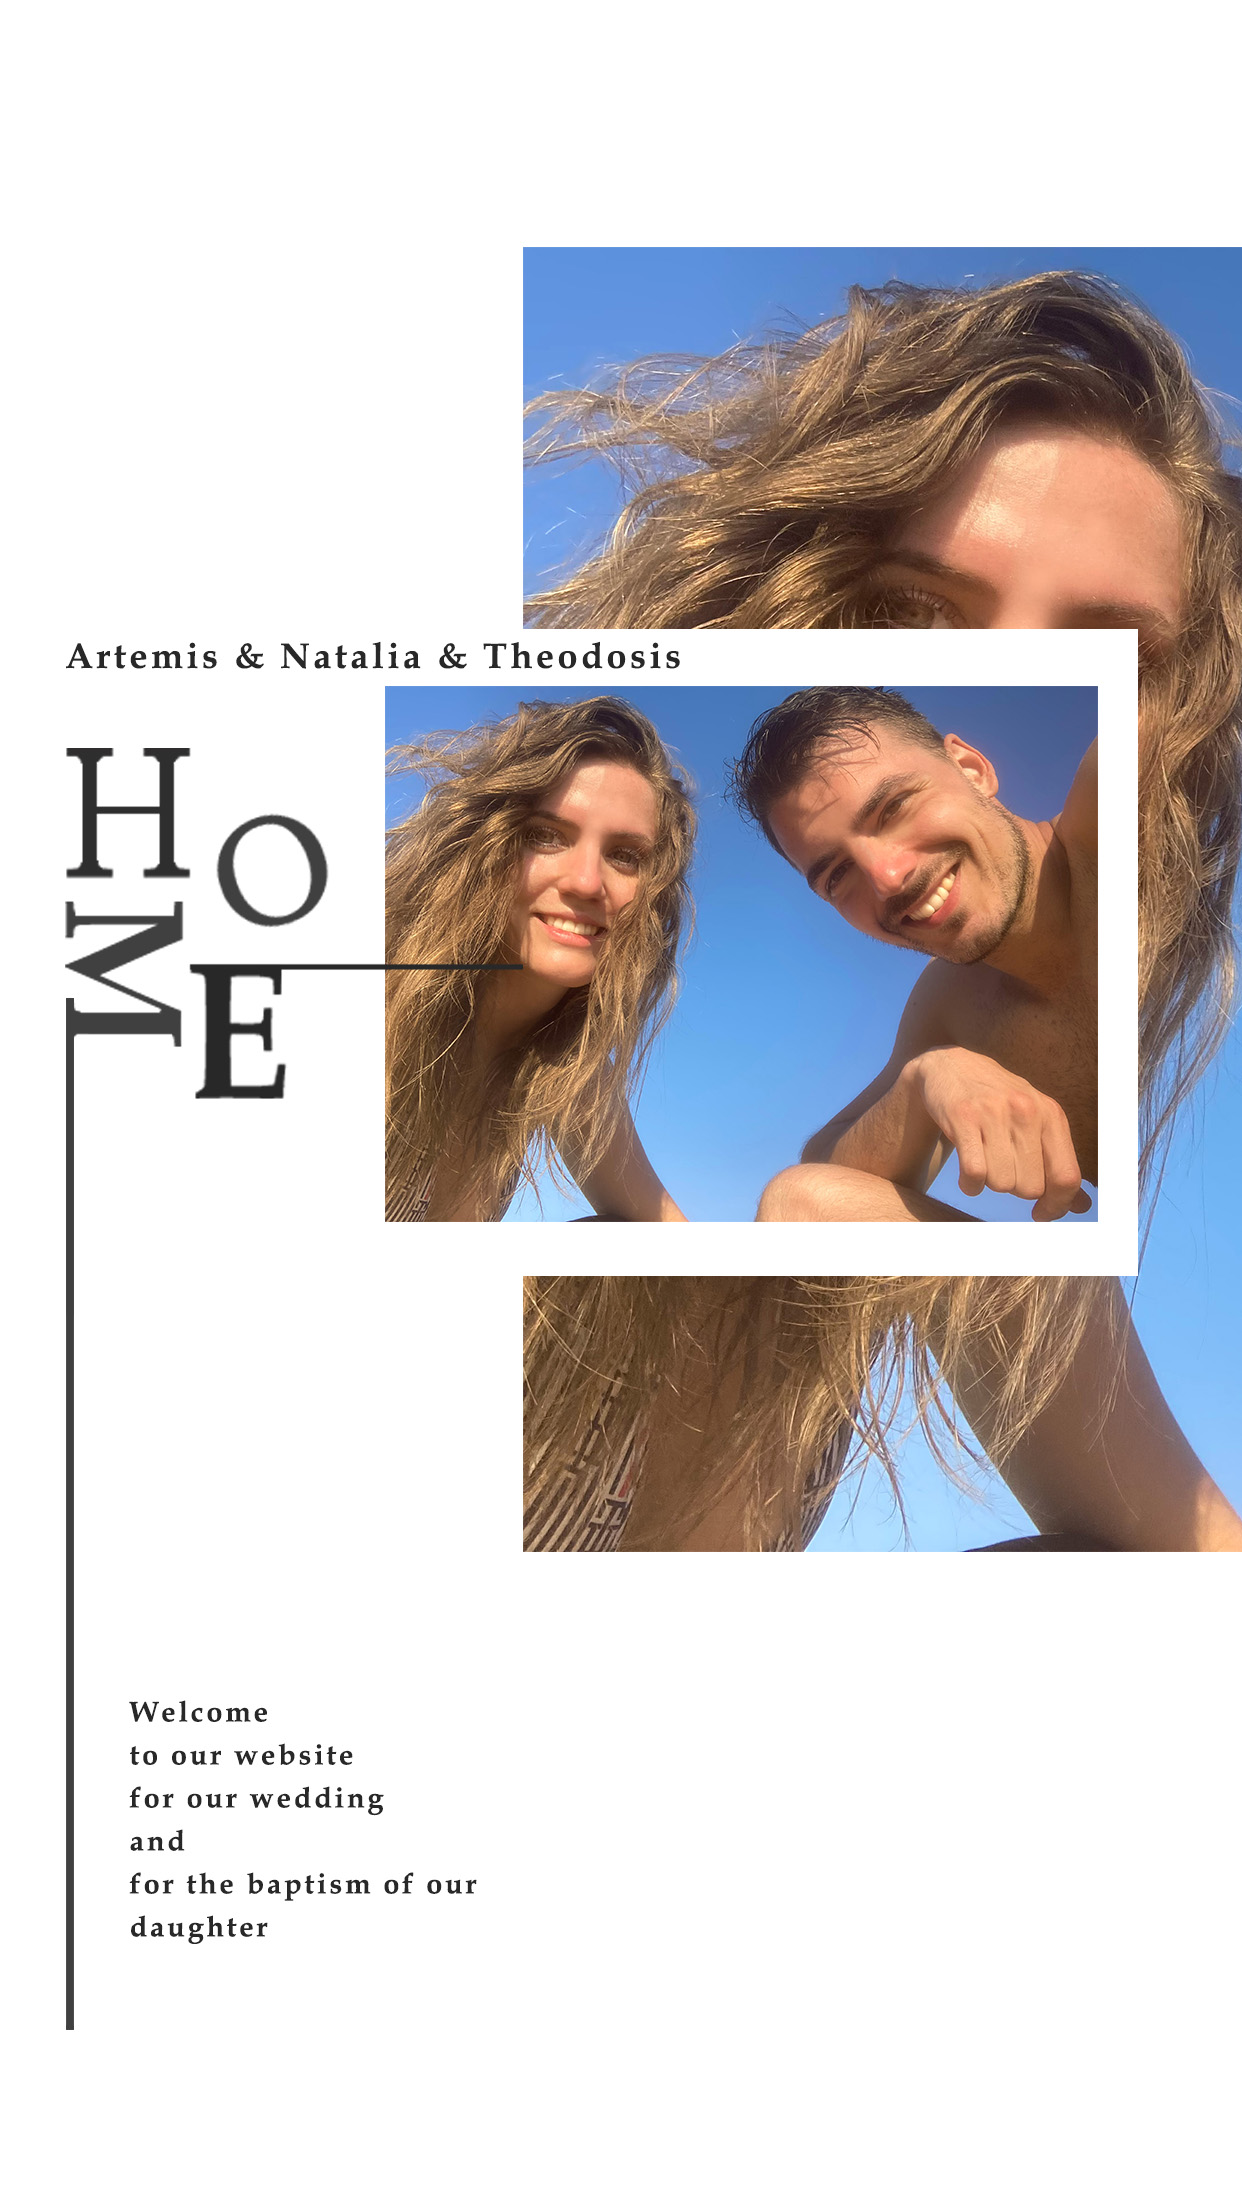 Artemis & Natalia & Theodosis
HOME
Welcome
to our website
for our wedding
and
for the baptism of our
daughter